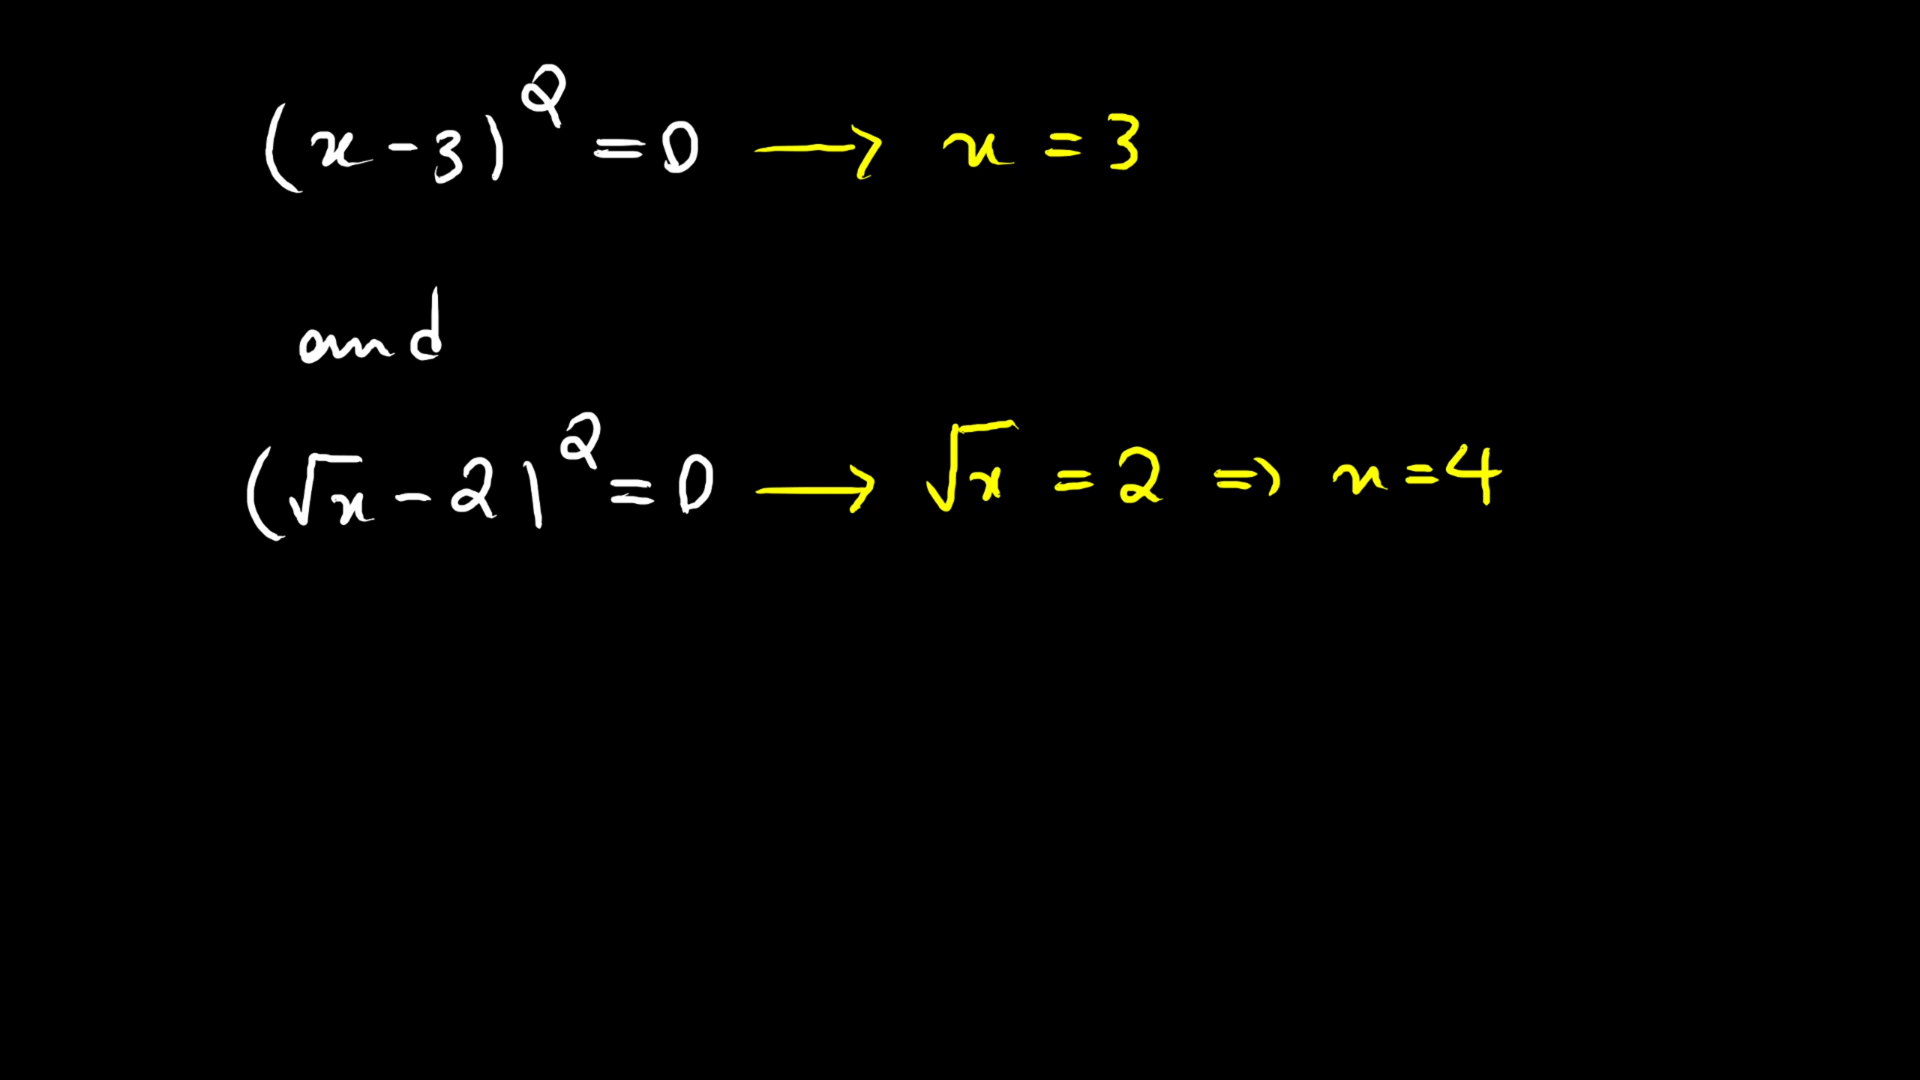 (x-3)² = 0 → x = 3
and
(√x - 2)² = 0 → √x = 2 ⇒ x = 4